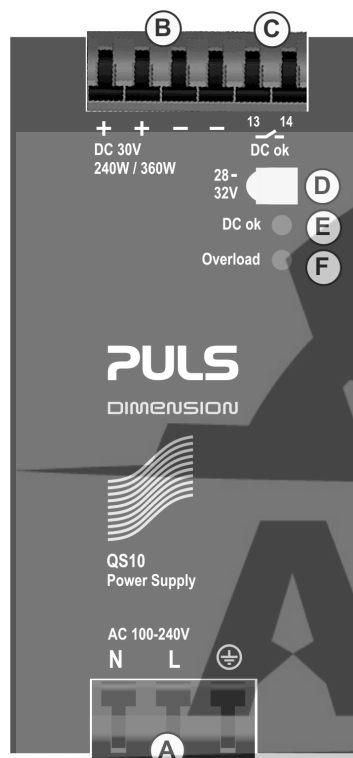 B C
+ + − − 13 14
DC 30V DC ok
240W / 360W
28-
32V D
DC ok E
Overload F
PULS
DIMENSION
QS10
Power Supply
AC 100-240V
N L
A